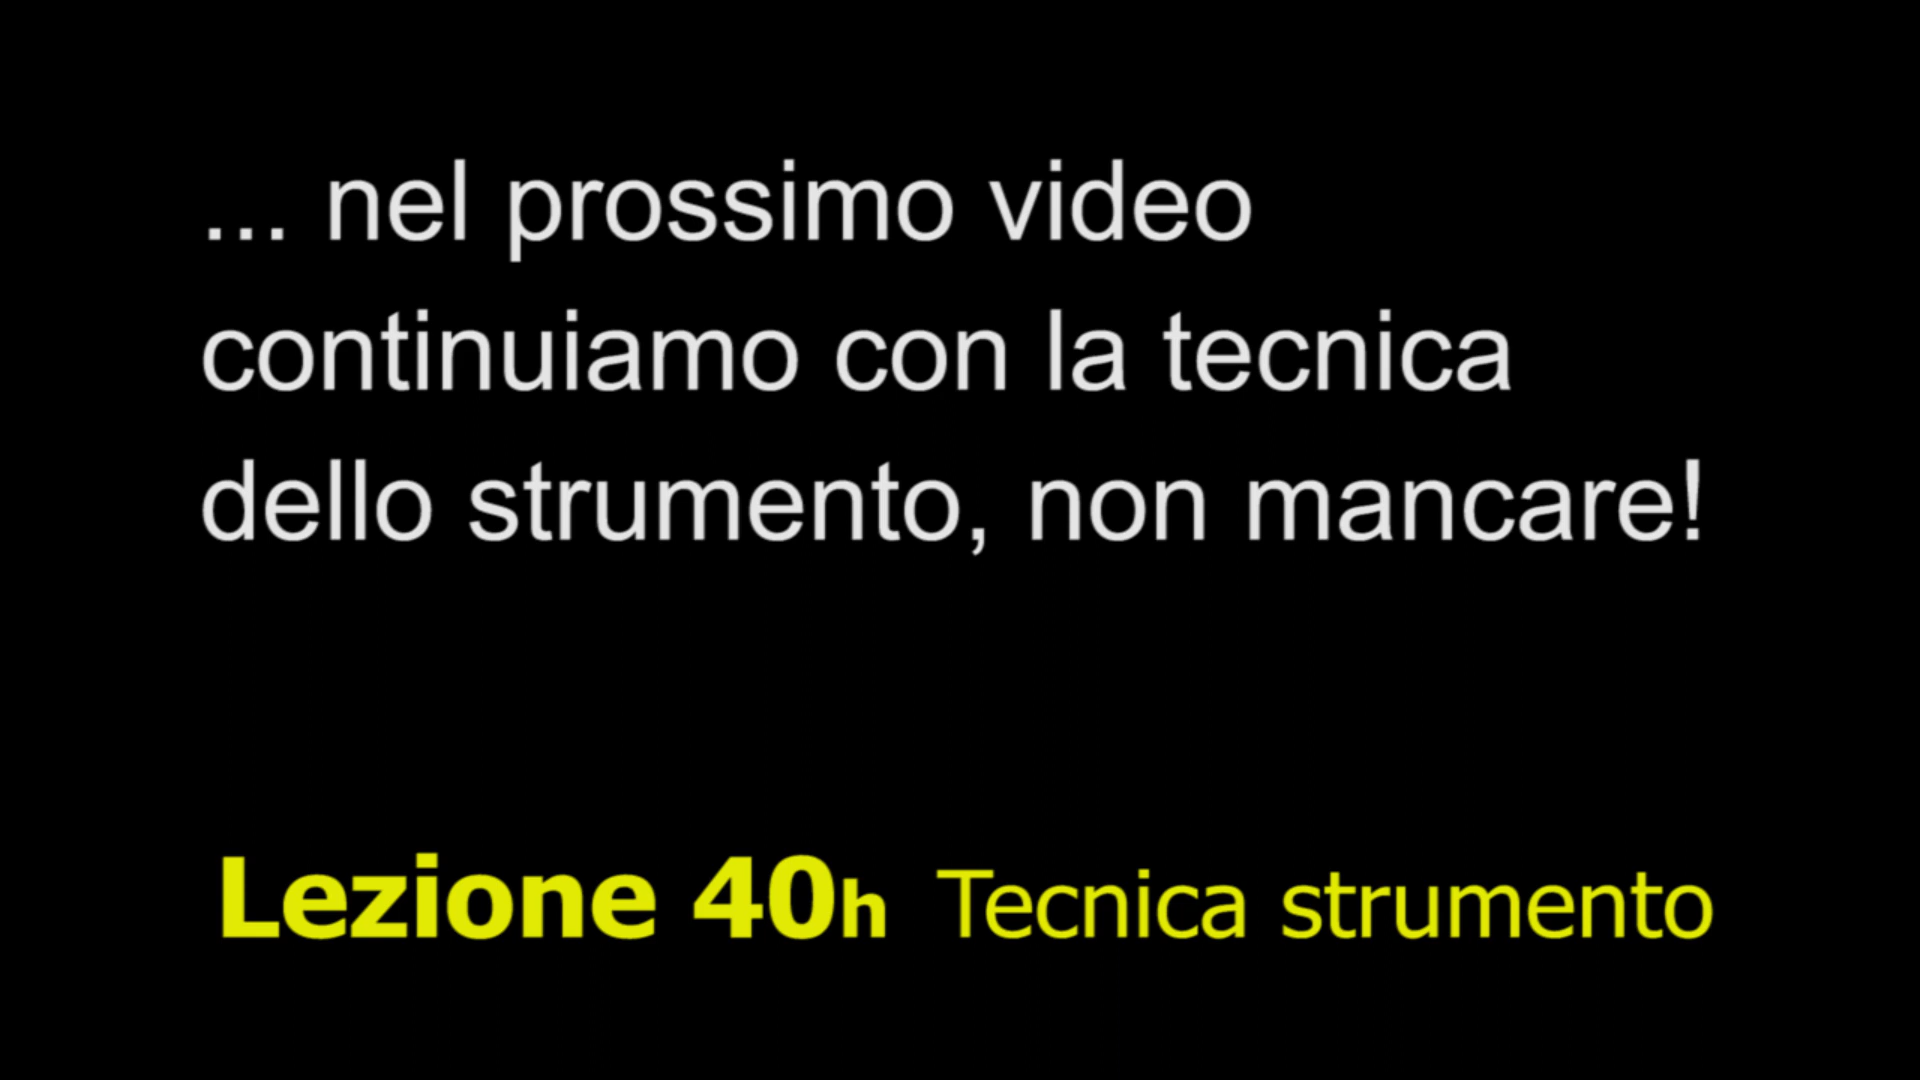 ... nel prossimo video
continuiamo con la tecnica
dello strumento, non mancare!
Lezione 40h Tecnica strumento